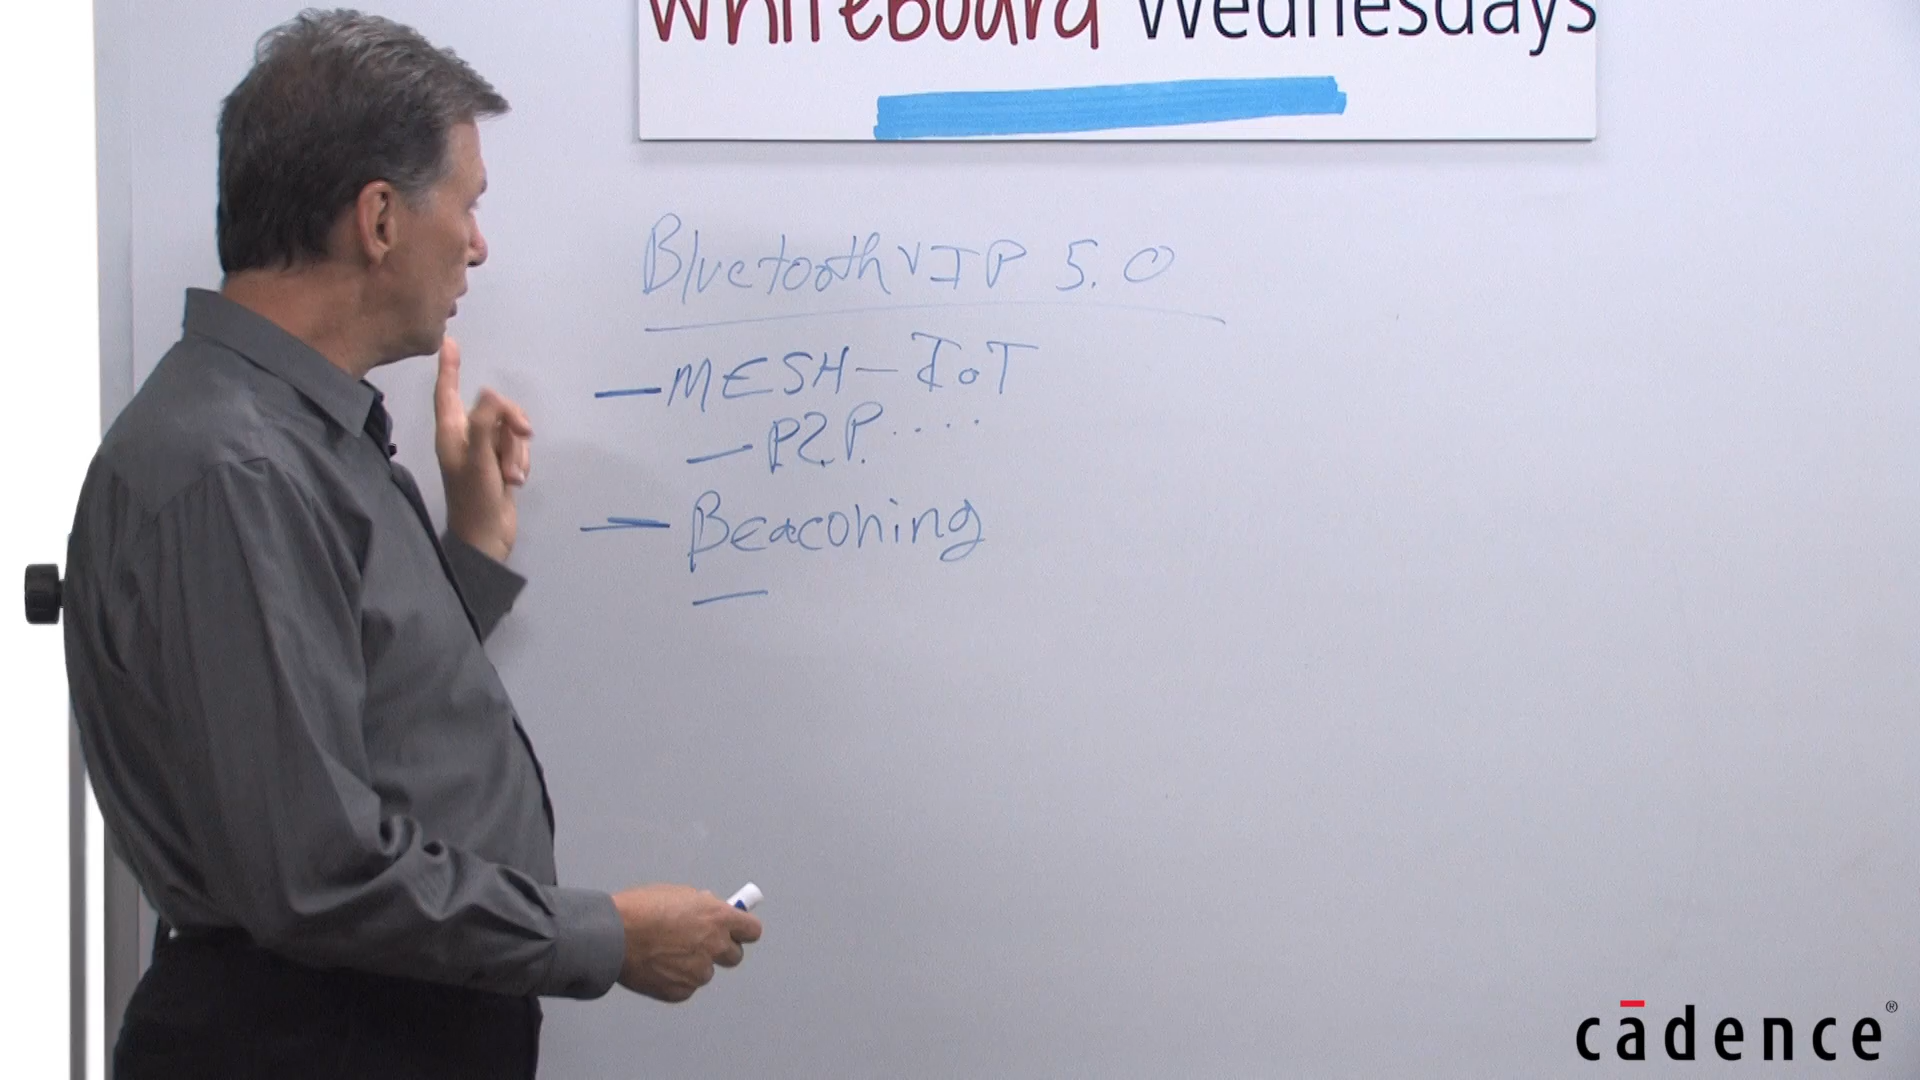 Whiteboard Wednesdays
Bluetooth VIP 5.0
— MESH — IoT
— P2P. ....
— Beaconing
—
cādence®